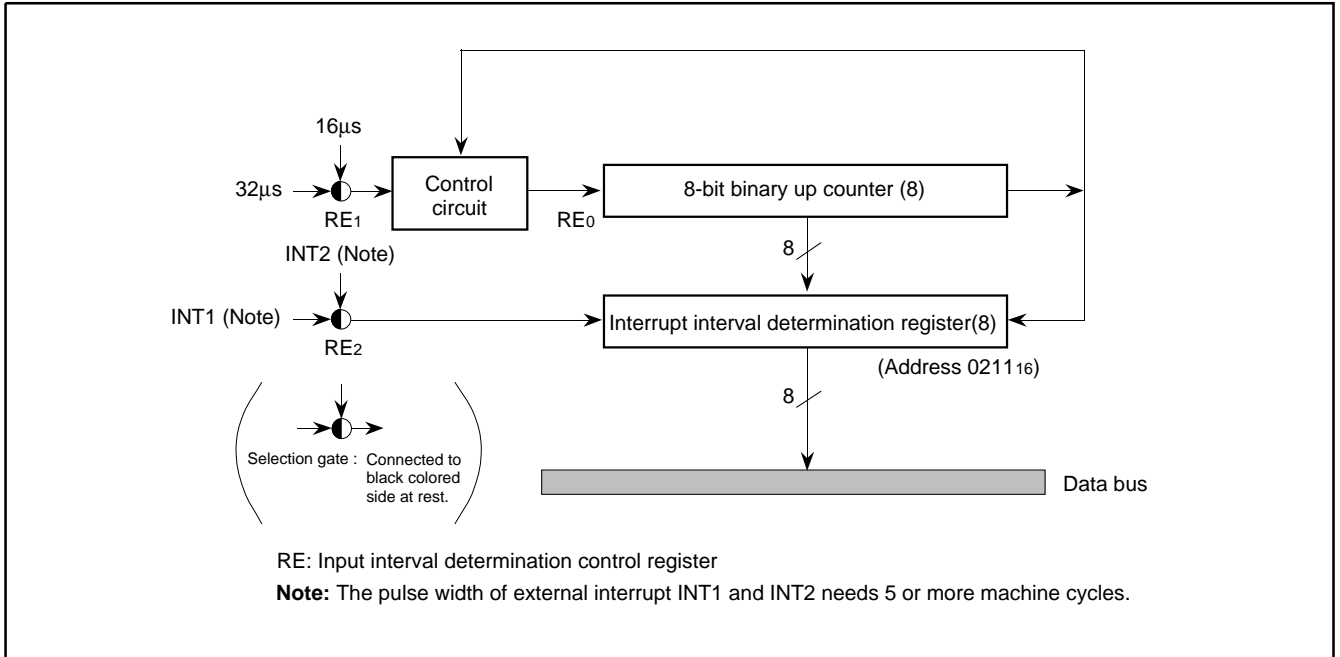 16μs
32μs
RE1
Control
circuit
RE0
8-bit binary up counter (8)
8
INT2 (Note)
INT1 (Note)
RE2
Interrupt interval determination register(8)
(Address 021116)
8
Selection gate : Connected to
black colored
side at rest.
Data bus
RE: Input interval determination control register
Note: The pulse width of external interrupt INT1 and INT2 needs 5 or more machine cycles.